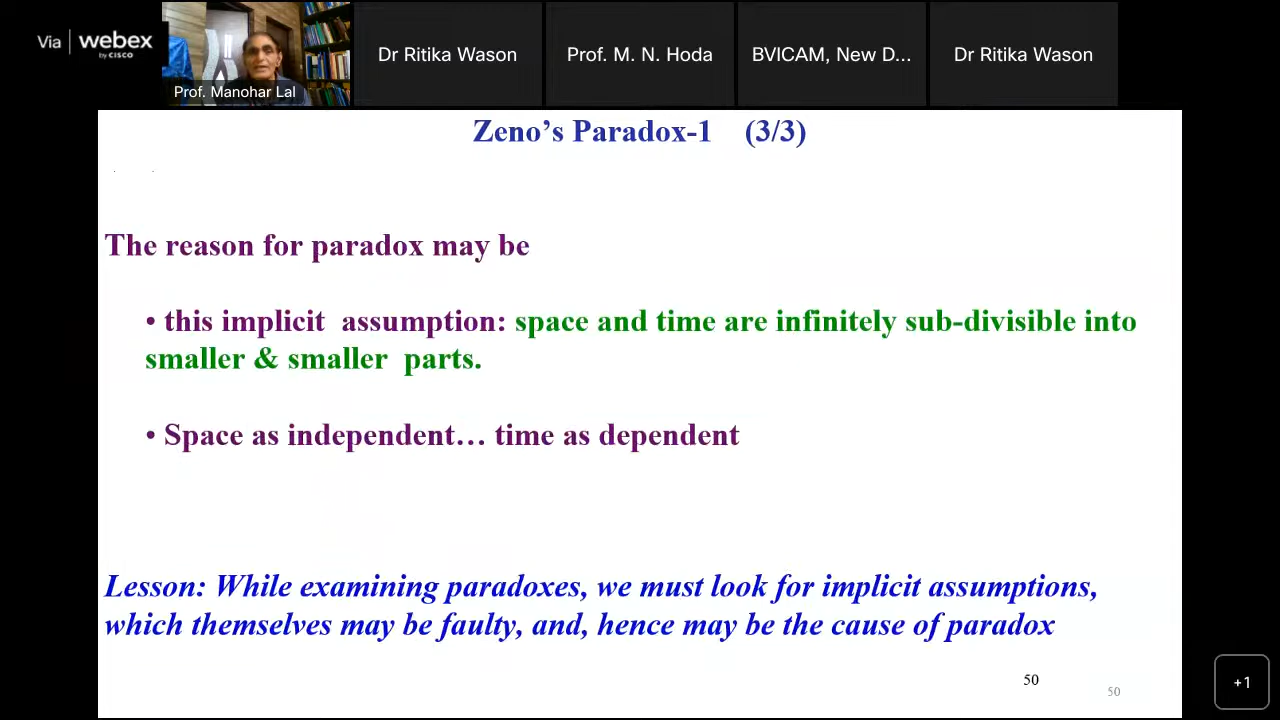 Via | webex
by CISCO
Prof. Manohar Lal
Dr Ritika Wason
Prof. M. N. Hoda
BVICAM, New D...
Dr Ritika Wason
Zeno's Paradox-1 (3/3)
The reason for paradox may be
• this implicit assumption: space and time are infinitely sub-divisible into
smaller & smaller parts.
• Space as independent… time as dependent
Lesson: While examining paradoxes, we must look for implicit assumptions,
which themselves may be faulty, and, hence may be the cause of paradox
50
50
+1